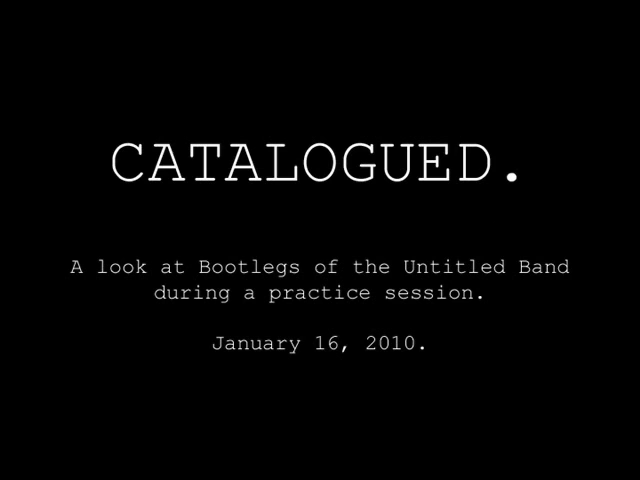 CATALOGUED.
A look at Bootlegs of the Untitled Band
during a practice session.
January 16, 2010.